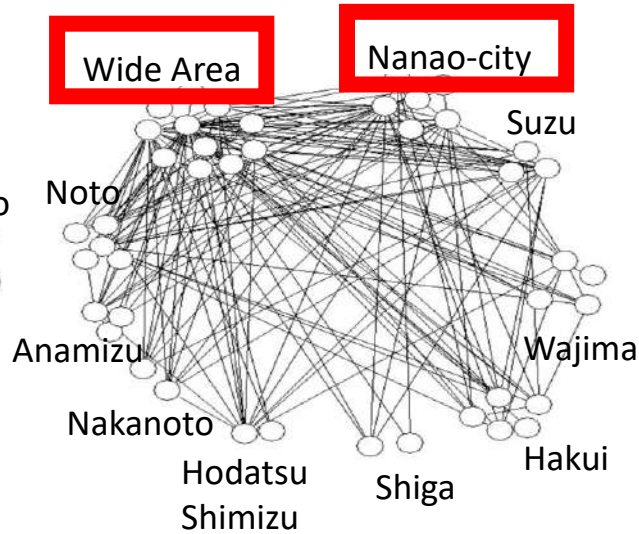 Wide Area
Nanao-city
Suzu
Noto
Wajima
Anamizu
Nakanoto
Hakui
Hodatsu
Shimizu
Shiga